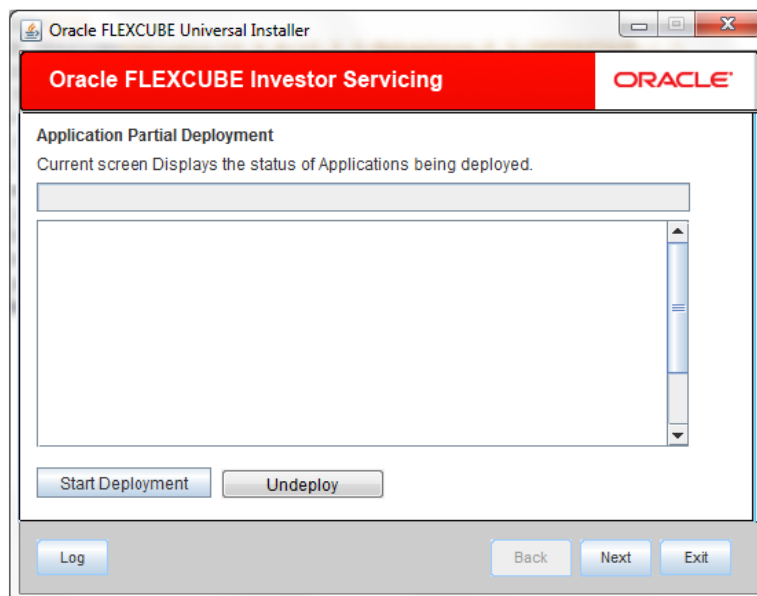 Oracle FLEXCUBE Universal Installer
Oracle FLEXCUBE Investor Servicing
ORACLE
Application Partial Deployment
Current screen Displays the status of Applications being deployed.
Start Deployment Undeploy
Log Back Next Exit